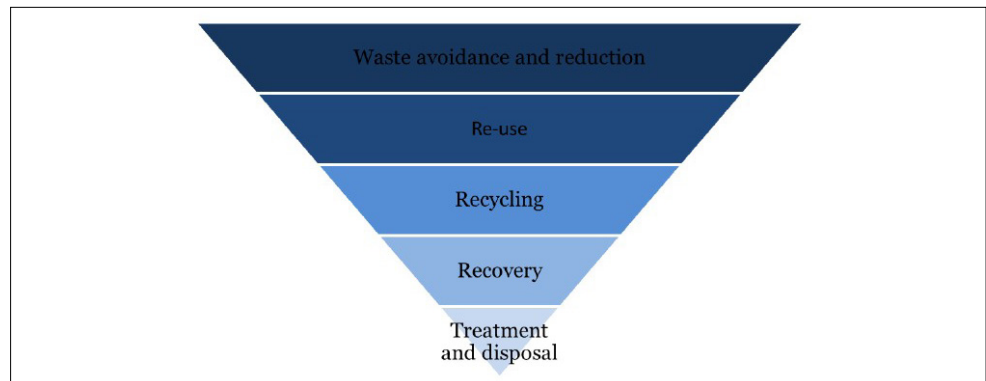 Waste avoidance and reduction
Re-use
Recycling
Recovery
Treatment
and disposal